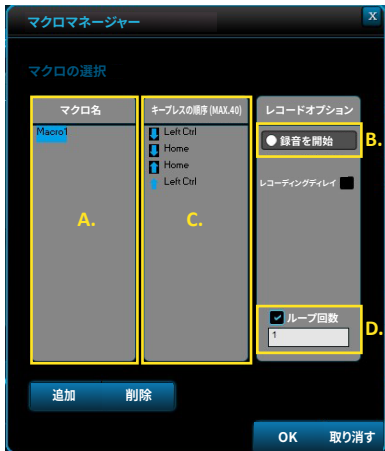 マクロマネージャー
X
マクロの選択
マクロ名
キープレスの順序 (MAX.40)
レコードオプション
Macro1
Left Ctrl
Home
Home
Left Ctrl
録音を開始
B.
レコーディングディレイ
A.
C.
ループ回数
1
D.
追加
削除
OK
取り消す